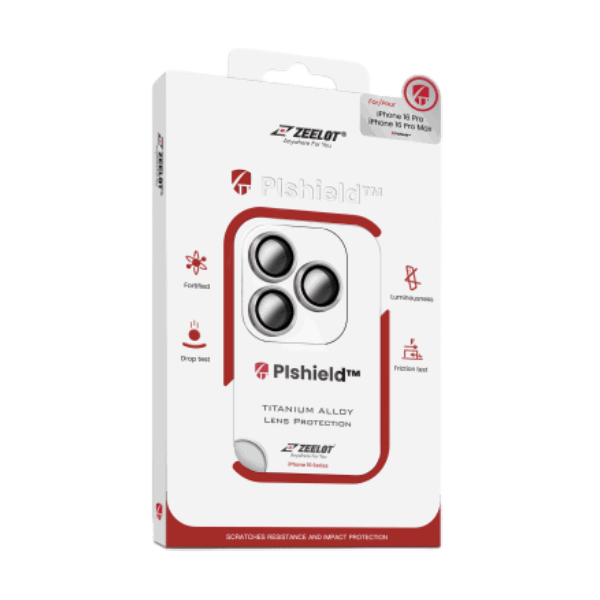 For/Pour
iPhone 16 Pro
iPhone 16 Pro Max
ZEELOT®
Anywhere For You
ZEELOT
PIshield™
Fortified
Luminousness
Drop test
F
Friction test
PIshield™
TITANIUM ALLOY
LENS PROTECTION
ZEELOT®
Anywhere For You
iPhone 16 Series
SCRATCHES RESISTANCE AND IMPACT PROTECTION